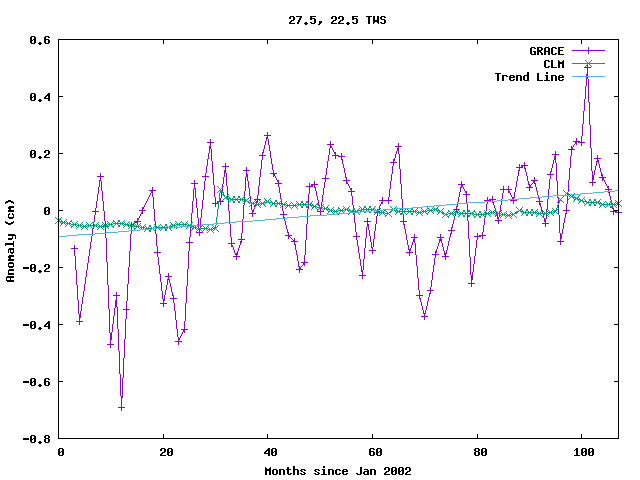 27.5, 22.5 TWS
GRACE
CLM
Trend Line
0.6
0.4
0.2
0
-0.2
-0.4
-0.6
-0.8
Anomaly (cm)
0 20 40 60 80 100
Months since Jan 2002